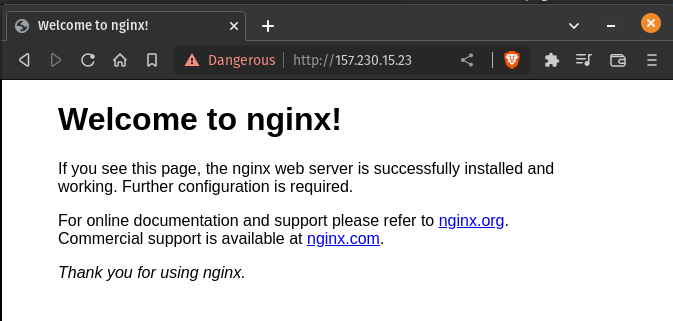 Welcome to nginx!
Dangerous http://157.230.15.23
Welcome to nginx!
If you see this page, the nginx web server is successfully installed and
working. Further configuration is required.
For online documentation and support please refer to nginx.org.
Commercial support is available at nginx.com.
Thank you for using nginx.